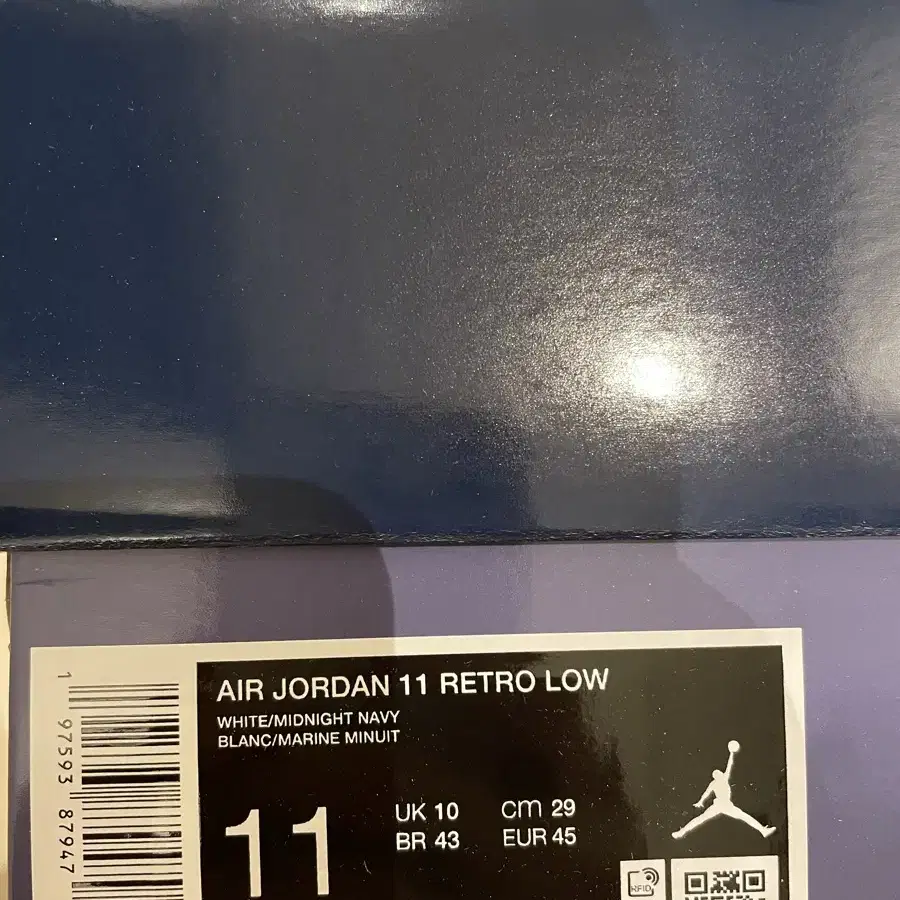 AIR JORDAN 11 RETRO LOW
WHITE/MIDNIGHT NAVY
BLANC/MARINE MINUIT
11
UK 10
cm 29
BR 43
EUR 45
RFID
1 97593 87947